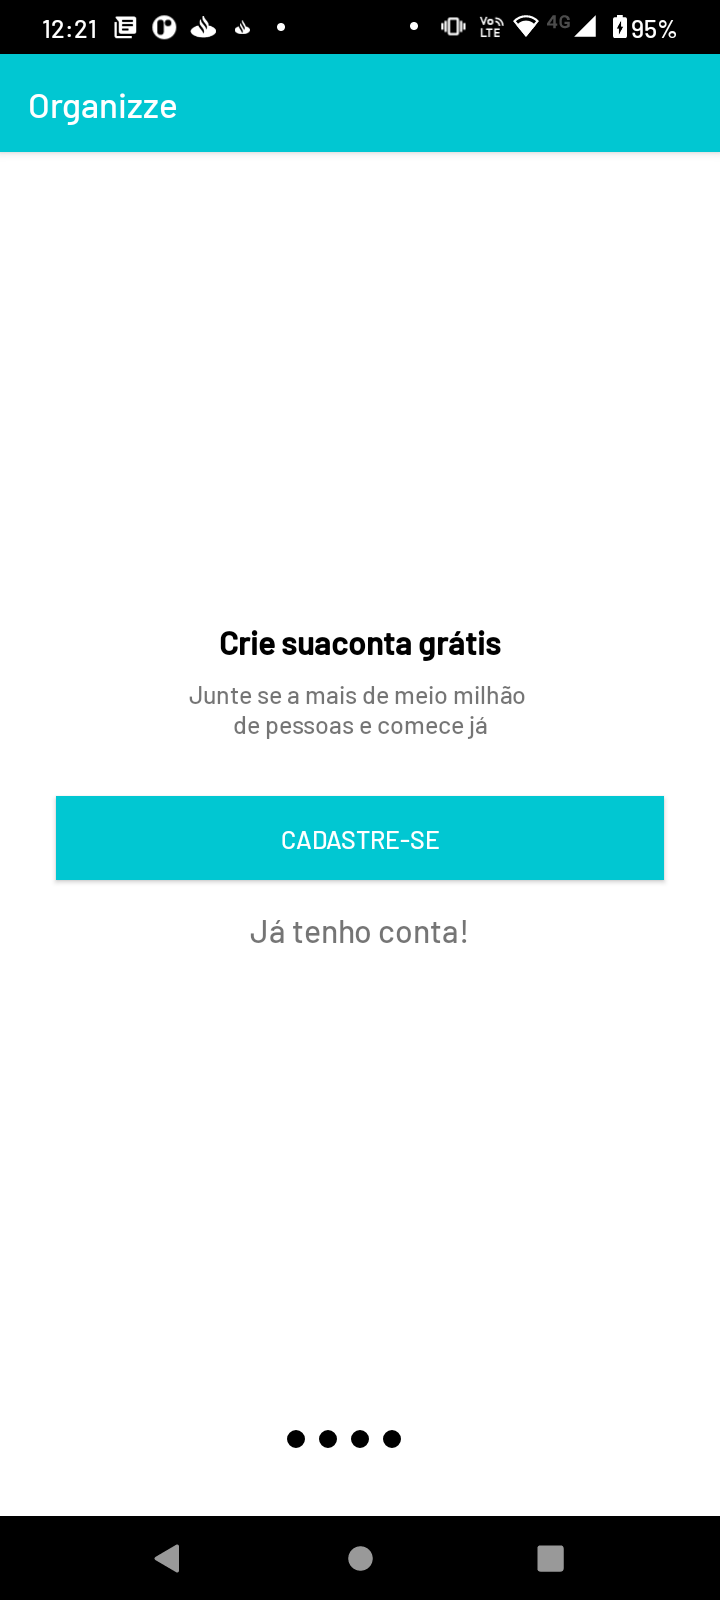 12:21
Vo
LTE
4G
95%
Organizze
Crie suaconta grátis
Junte se a mais de meio milhão
de pessoas e comece já
CADASTRE-SE
Já tenho conta!